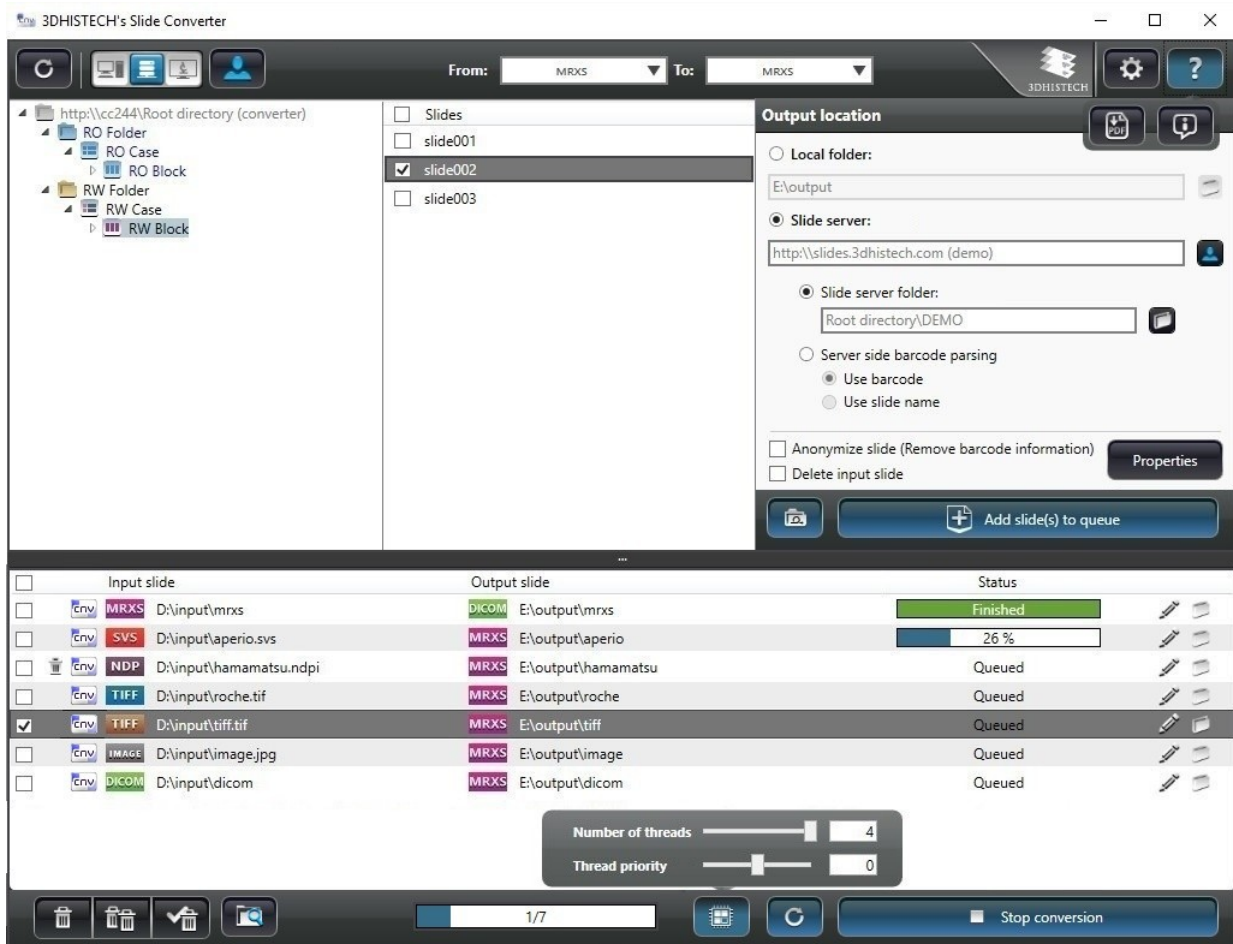 cnv 3DHISTECH's Slide Converter
From: MRXS To: MRXS
3DHISTECH
?
http:\\cc244\Root directory (converter)
RO Folder
RO Case
RO Block
RW Folder
RW Case
RW Block
Slides
slide001
slide002
slide003
Output location
PDF
Local folder:
E:\output
Slide server:
http:\\slides.3dhistech.com (demo)
Slide server folder:
Root directory\DEMO
Server side barcode parsing
Use barcode
Use slide name
Anonymize slide (Remove barcode information)
Delete input slide
Properties
Add slide(s) to queue
Input slide Output slide Status
cnv MRXS D:\input\mrxs DICOM E:\output\mrxs Finished
cnv SVS D:\input\aperio.svs MRXS E:\output\aperio 26 %
cnv NDP D:\input\hamamatsu.ndpi MRXS E:\output\hamamatsu Queued
cnv TIFF D:\input\roche.tif MRXS E:\output\roche Queued
cnv TIFF D:\input\tiff.tif MRXS E:\output\tiff Queued
cnv IMAGE D:\input\image.jpg MRXS E:\output\image Queued
cnv DICOM D:\input\dicom MRXS E:\output\dicom Queued
Number of threads 4
Thread priority 0
1/7
Stop conversion